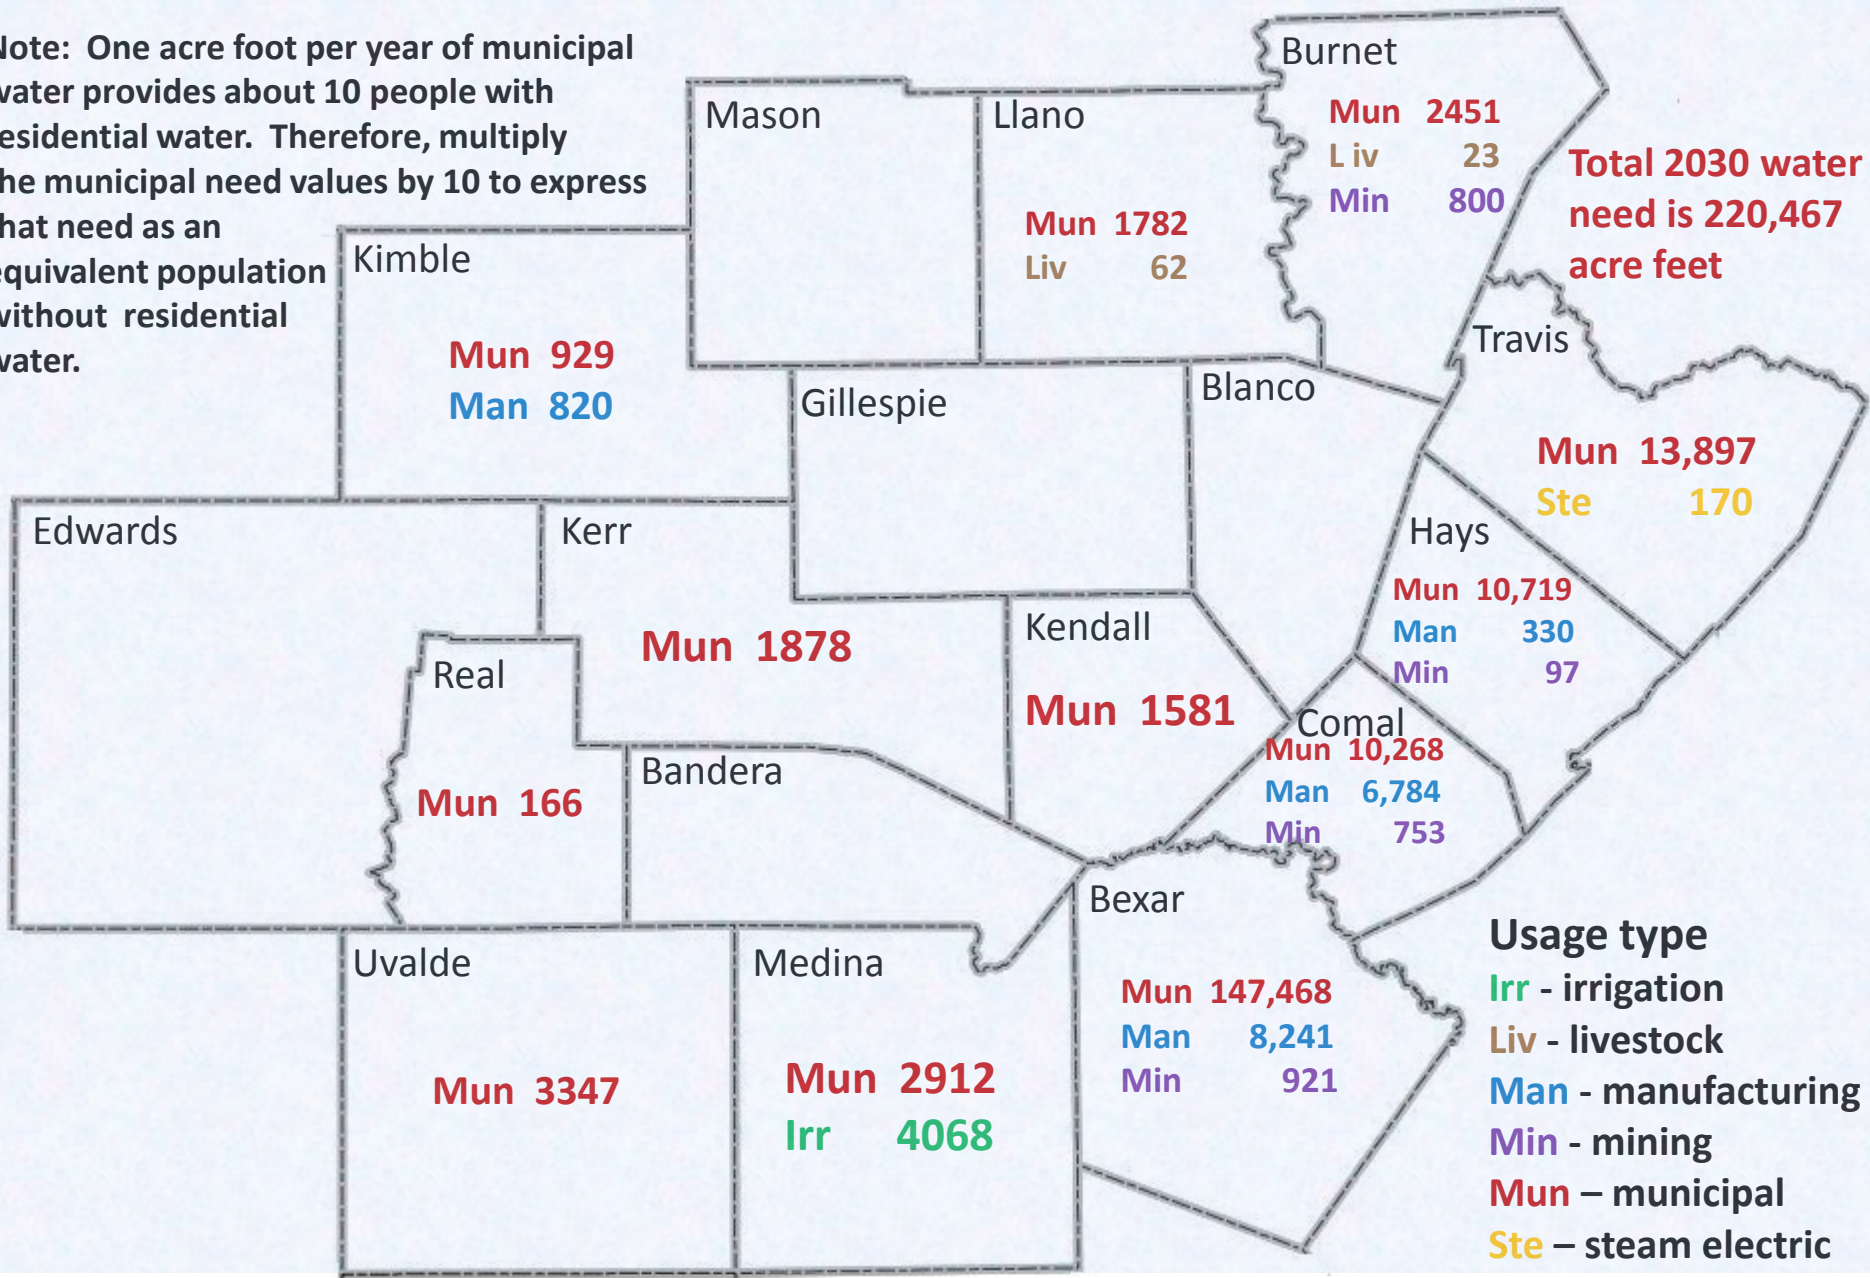 Note: One acre foot per year of municipal
water provides about 10 people with
residential water. Therefore, multiply
the municipal need values by 10 to express
that need as an
equivalent population
without residential
water.
Burnet
Mun 2451
L iv 23
Min 800
Total 2030 water
need is 220,467
acre feet
Mason
Llano
Mun 1782
Liv 62
Kimble
Mun 929
Man 820
Travis
Mun 13,897
Ste 170
Gillespie
Blanco
Edwards
Kerr
Mun 1878
Hays
Mun 10,719
Man 330
Min 97
Kendall
Mun 1581
Real
Mun 166
Comal
Mun 10,268
Man 6,784
Min 753
Bandera
Bexar
Mun 147,468
Man 8,241
Min 921
Uvalde
Mun 3347
Medina
Mun 2912
Irr 4068
Usage type
Irr - irrigation
Liv - livestock
Man - manufacturing
Min - mining
Mun – municipal
Ste – steam electric